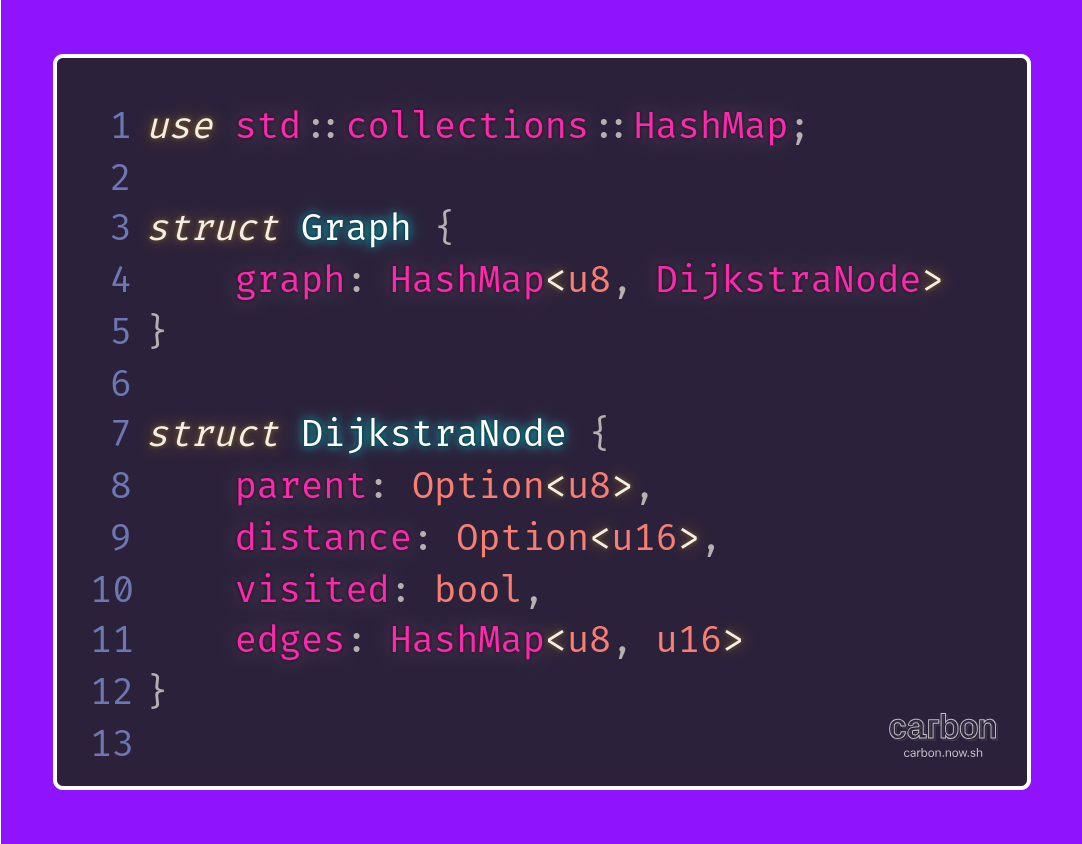 1 use std::collections::HashMap;
2
3 struct Graph {
4     graph: HashMap<u8, DijkstraNode>
5 }
6
7 struct DijkstraNode {
8     parent: Option<u8>,
9     distance: Option<u16>,
10     visited: bool,
11     edges: HashMap<u8, u16>
12 }
13
carbon
carbon.now.sh